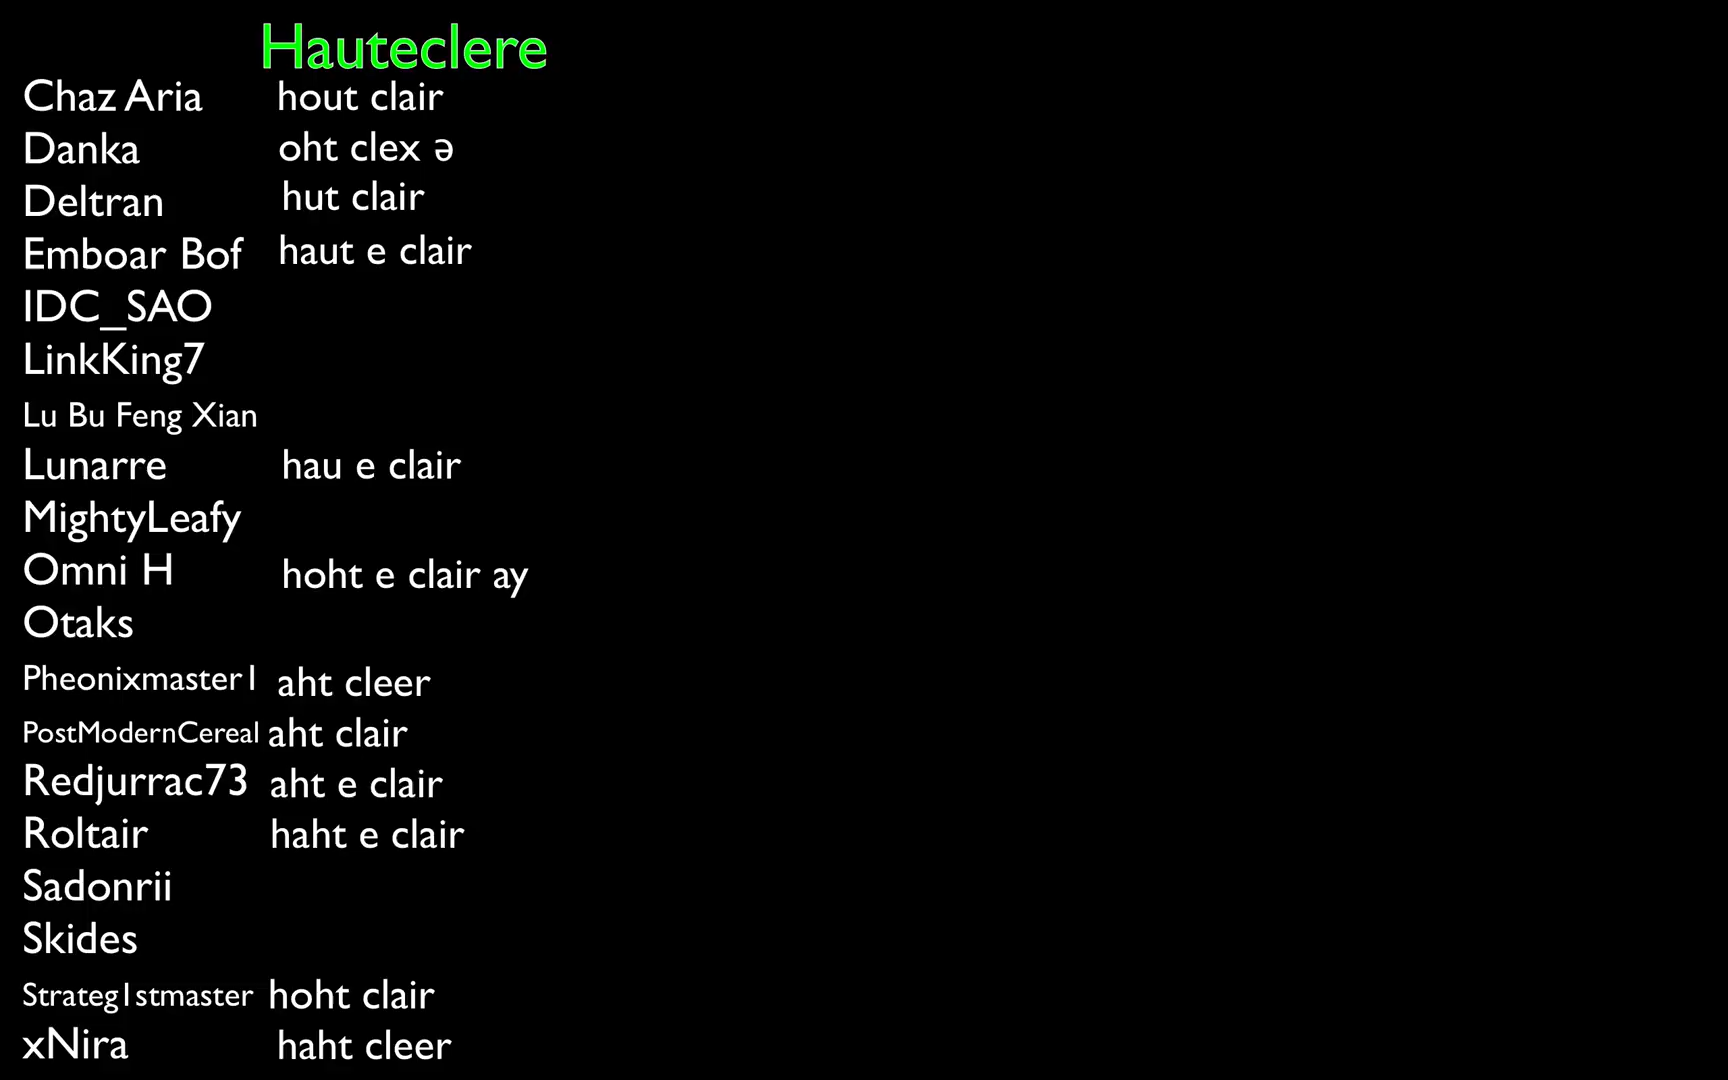 Hauteclere
Chaz Aria hout clair
Danka oht clex ə
Deltran hut clair
Emboar Bof haut e clair
IDC_SAO
LinkKing7
Lu Bu Feng Xian
Lunarre hau e clair
MightyLeafy
Omni H hoht e clair ay
Otaks
Pheonixmaster1 aht cleer
PostModernCereal aht clair
Redjurrac73 aht e clair
Roltair haht e clair
Sadonrii
Skides
Strateg1stmaster hoht clair
xNira haht cleer